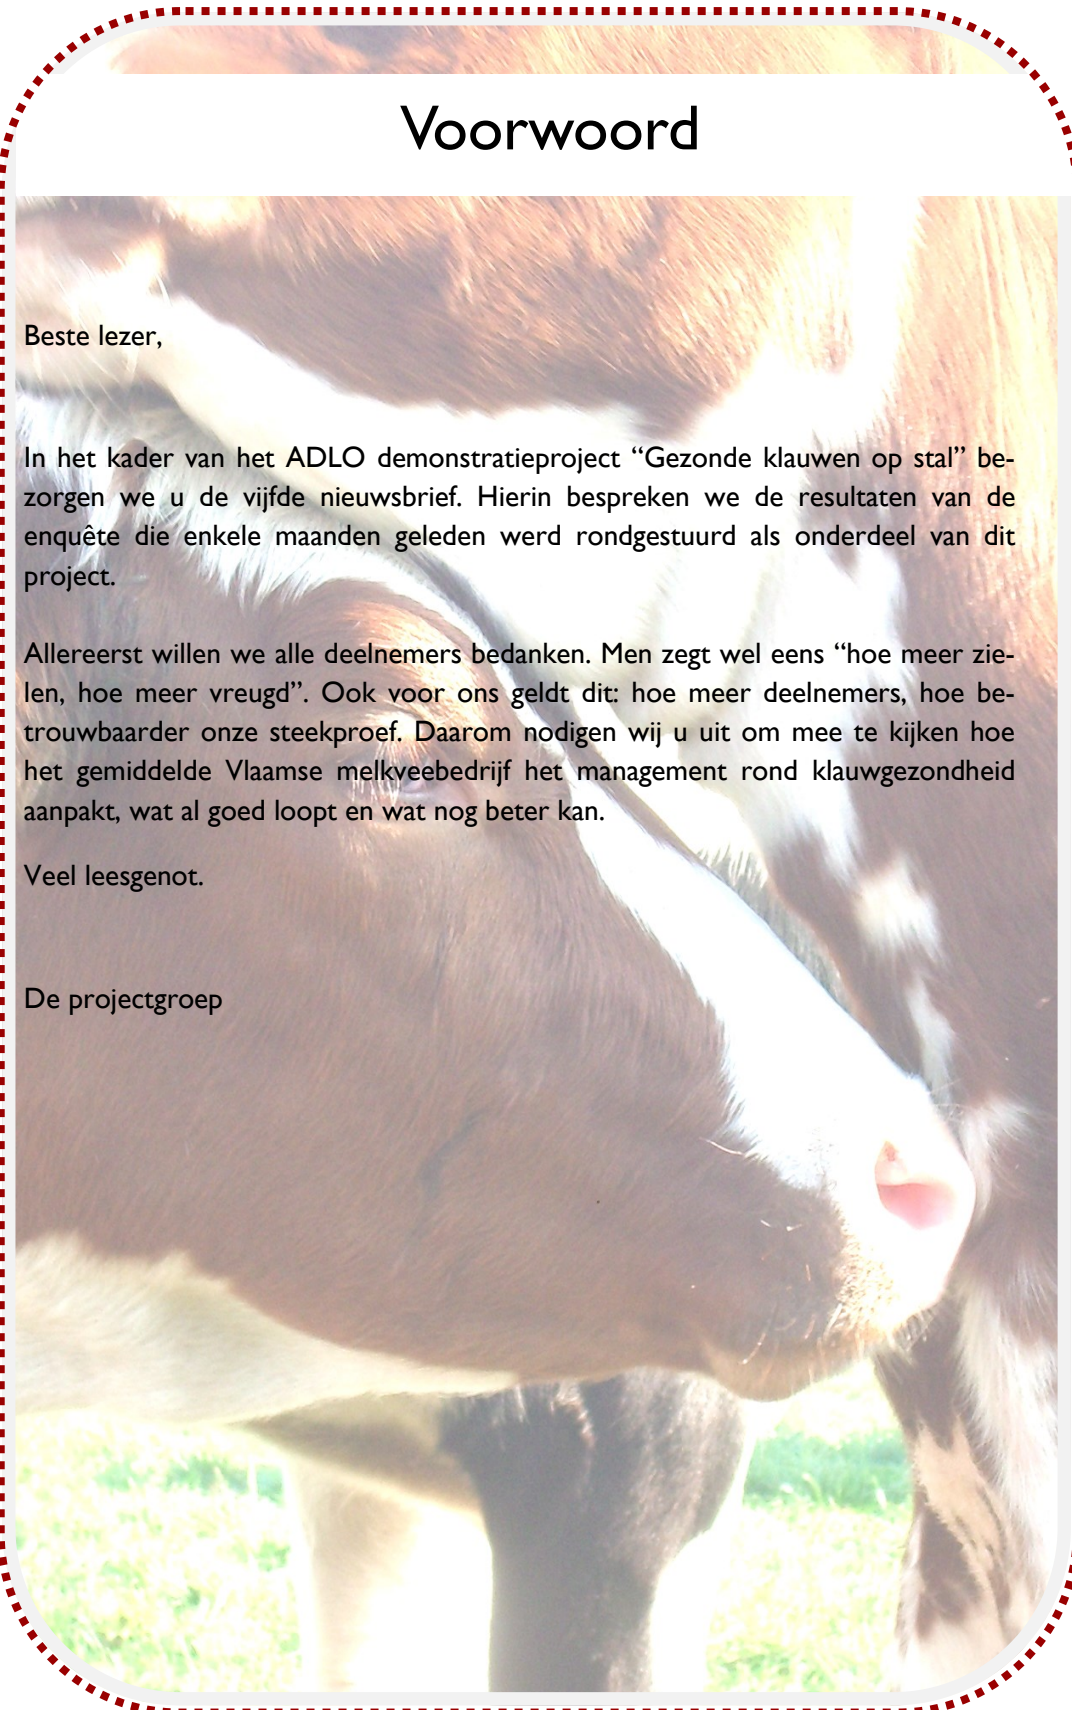 Voorwoord
Beste lezer,
In het kader van het ADLO demonstratieproject “Gezonde klauwen op stal” be-
zorgen we u de vijfde nieuwsbrief. Hierin bespreken we de resultaten van de
enquête die enkele maanden geleden werd rondgestuurd als onderdeel van dit
project.
Allereerst willen we alle deelnemers bedanken. Men zegt wel eens “hoe meer zie-
len, hoe meer vreugd”. Ook voor ons geldt dit: hoe meer deelnemers, hoe be-
trouwbaarder onze steekproef. Daarom nodigen wij u uit om mee te kijken hoe
het gemiddelde Vlaamse melkveebedrijf het management rond klauwgezondheid
aanpakt, wat al goed loopt en wat nog beter kan.
Veel leesgenot.
De projectgroep